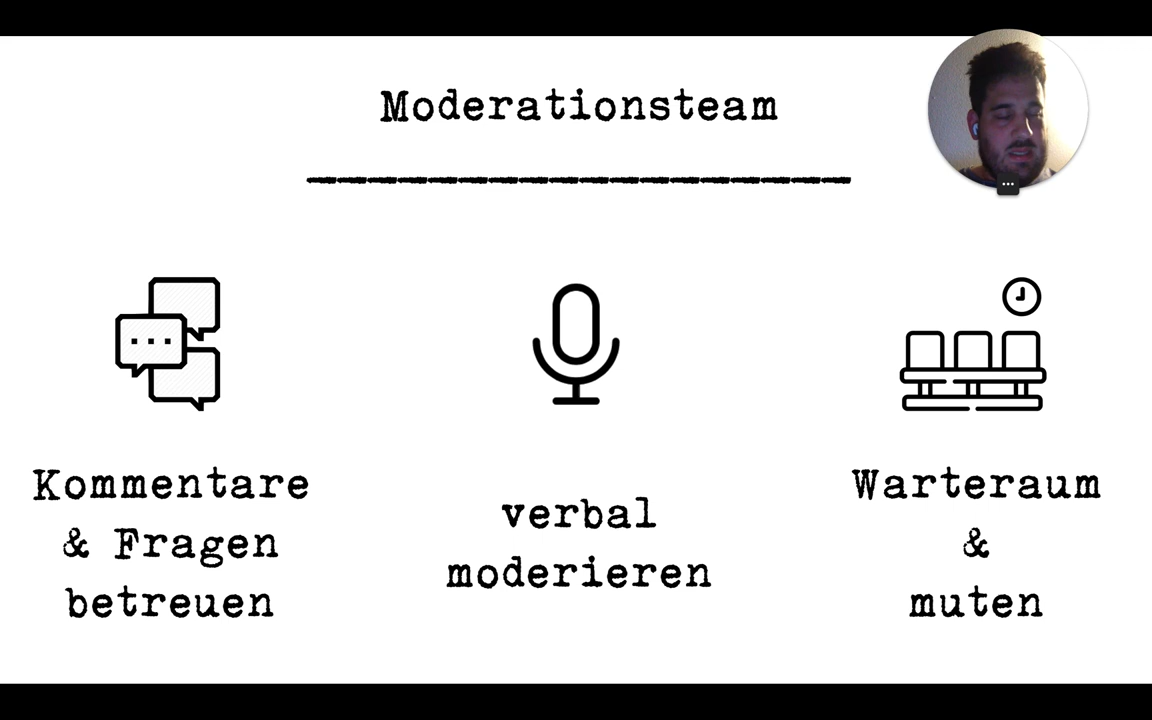 Moderationsteam
Kommentare
& Fragen
betreuen
verbal
moderieren
Warteraum
&
muten